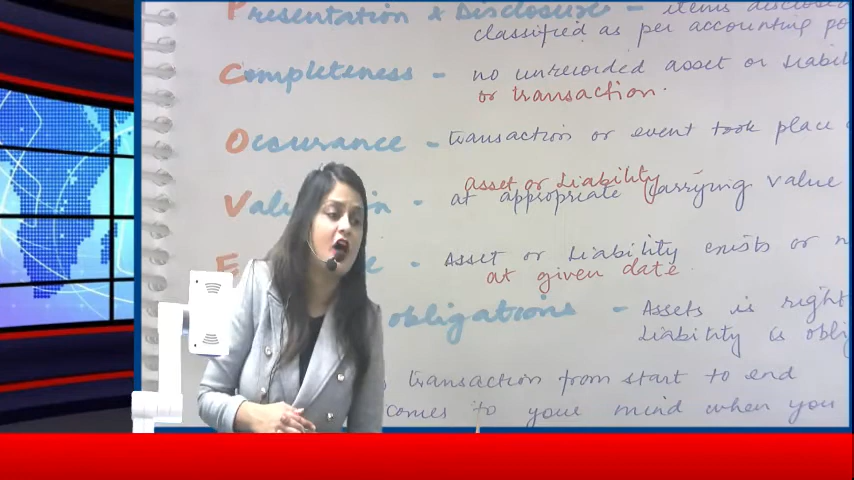 Presentation & Disclosure - items disclosed
classified as per accounting po
Completeness - no unrecorded asset or liabil
or transaction.
Occurance - transaction or event took place
asset or liability
Val on - at appropriate Carrying value
E e - Asset or liability exists or n
at given date.
obligations - Assets is right
Liability is obli
transaction from start to end
comes to your mind when you